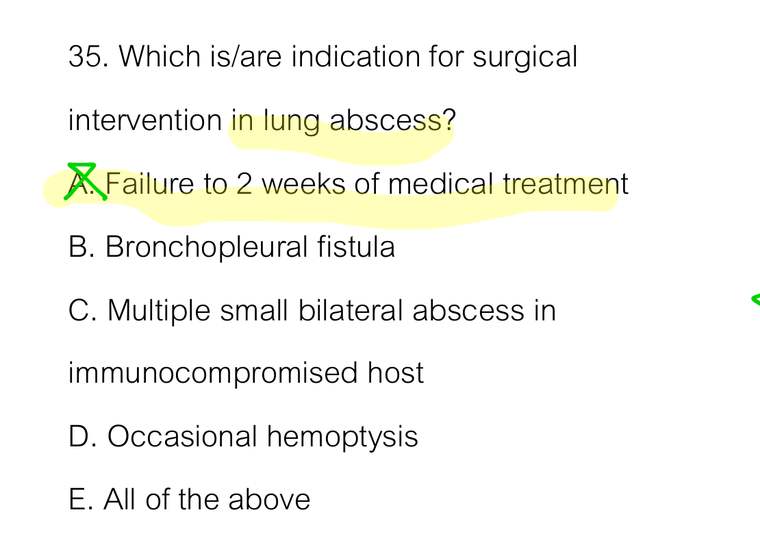 35. Which is/are indication for surgical
intervention in lung abscess?
A. Failure to 2 weeks of medical treatment
B. Bronchopleural fistula
C. Multiple small bilateral abscess in
immunocompromised host
D. Occasional hemoptysis
E. All of the above